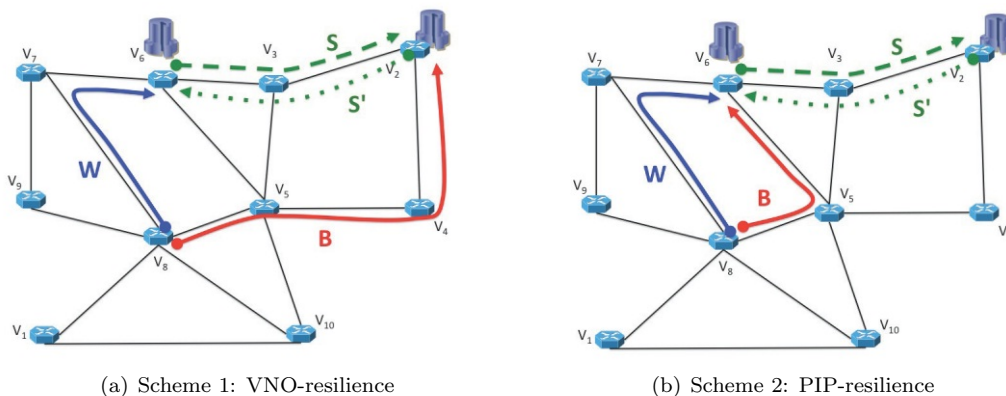 V6
V3
S
V7
V2
S'
W
V9
V5
B
V4
V8
V1
V10
(a) Scheme 1: VNO-resilience
V6
V3
S
V7
V2
S'
W
V9
B
V5
V
V8
V1
V10
(b) Scheme 2: PIP-resilience